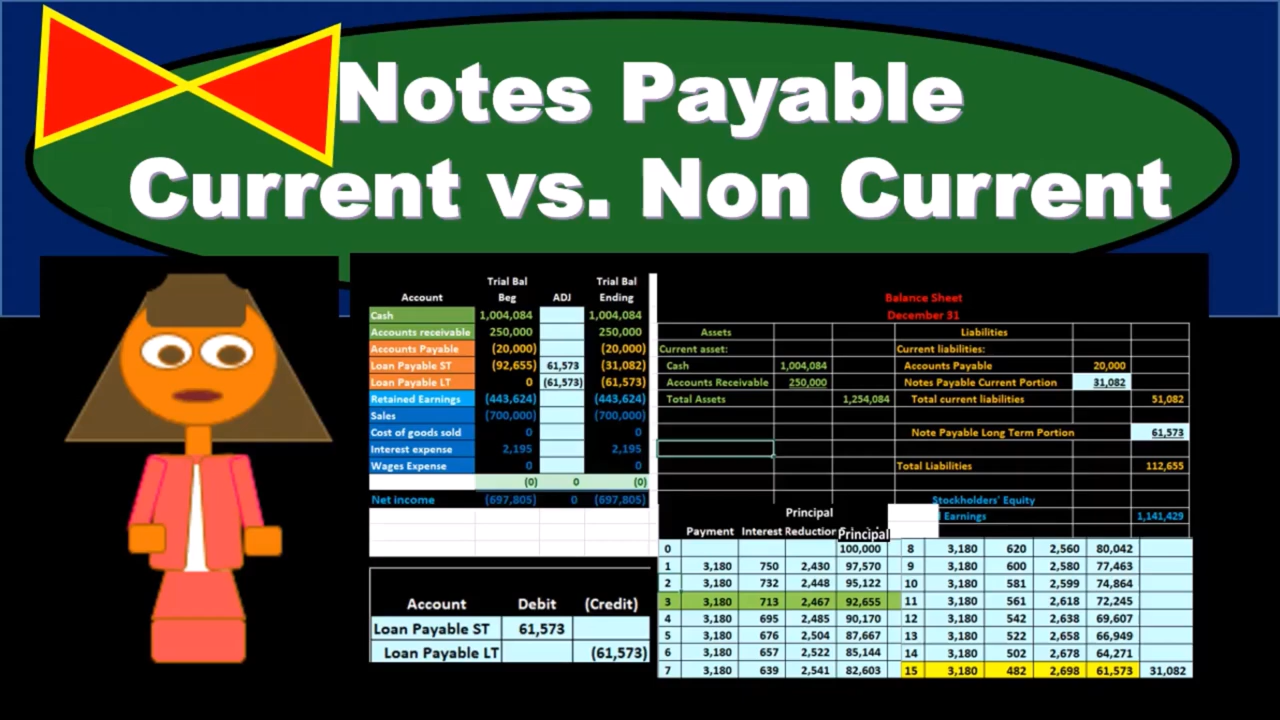 Notes Payable
Current vs. Non Current
Trial Bal Trial Bal
Account Beg ADJ Ending
Cash 1,004,084 1,004,084
Accounts receivable 250,000 250,000
Accounts Payable (20,000) (20,000)
Loan Payable ST (92,655) 61,573 (31,082)
Loan Payable LT 0 (61,573) (61,573)
Retained Earnings (443,624) (443,624)
Sales (700,000) (700,000)
Cost of goods sold 0 0
Interest expense 2,195 2,195
Wages Expense 0 0
(0) 0 (0)
Net income (697,805) 0 (697,805)
Account Debit (Credit)
Loan Payable ST 61,573
Loan Payable LT (61,573)
Balance Sheet
December 31
Assets Liabilities
Current asset: Current liabilities:
Cash 1,004,084 Accounts Payable 20,000
Accounts Receivable 250,000 Notes Payable Current Portion 31,082
Total Assets 1,254,084 Total current liabilities 51,082
Note Payable Long Term Portion 61,573
Total Liabilities 112,655
Stockholders' Equity
Earnings 1,141,429
Principal
Payment Interest Reduction Principal
0 100,000 8 3,180 620 2,560 80,042
1 3,180 750 2,430 97,570 9 3,180 600 2,580 77,463
2 3,180 732 2,448 95,122 10 3,180 581 2,599 74,864
3 3,180 713 2,467 92,655 11 3,180 561 2,618 72,245
4 3,180 695 2,485 90,170 12 3,180 542 2,638 69,607
5 3,180 676 2,504 87,667 13 3,180 522 2,658 66,949
6 3,180 657 2,522 85,144 14 3,180 502 2,678 64,271
7 3,180 639 2,541 82,603 15 3,180 482 2,698 61,573 31,082